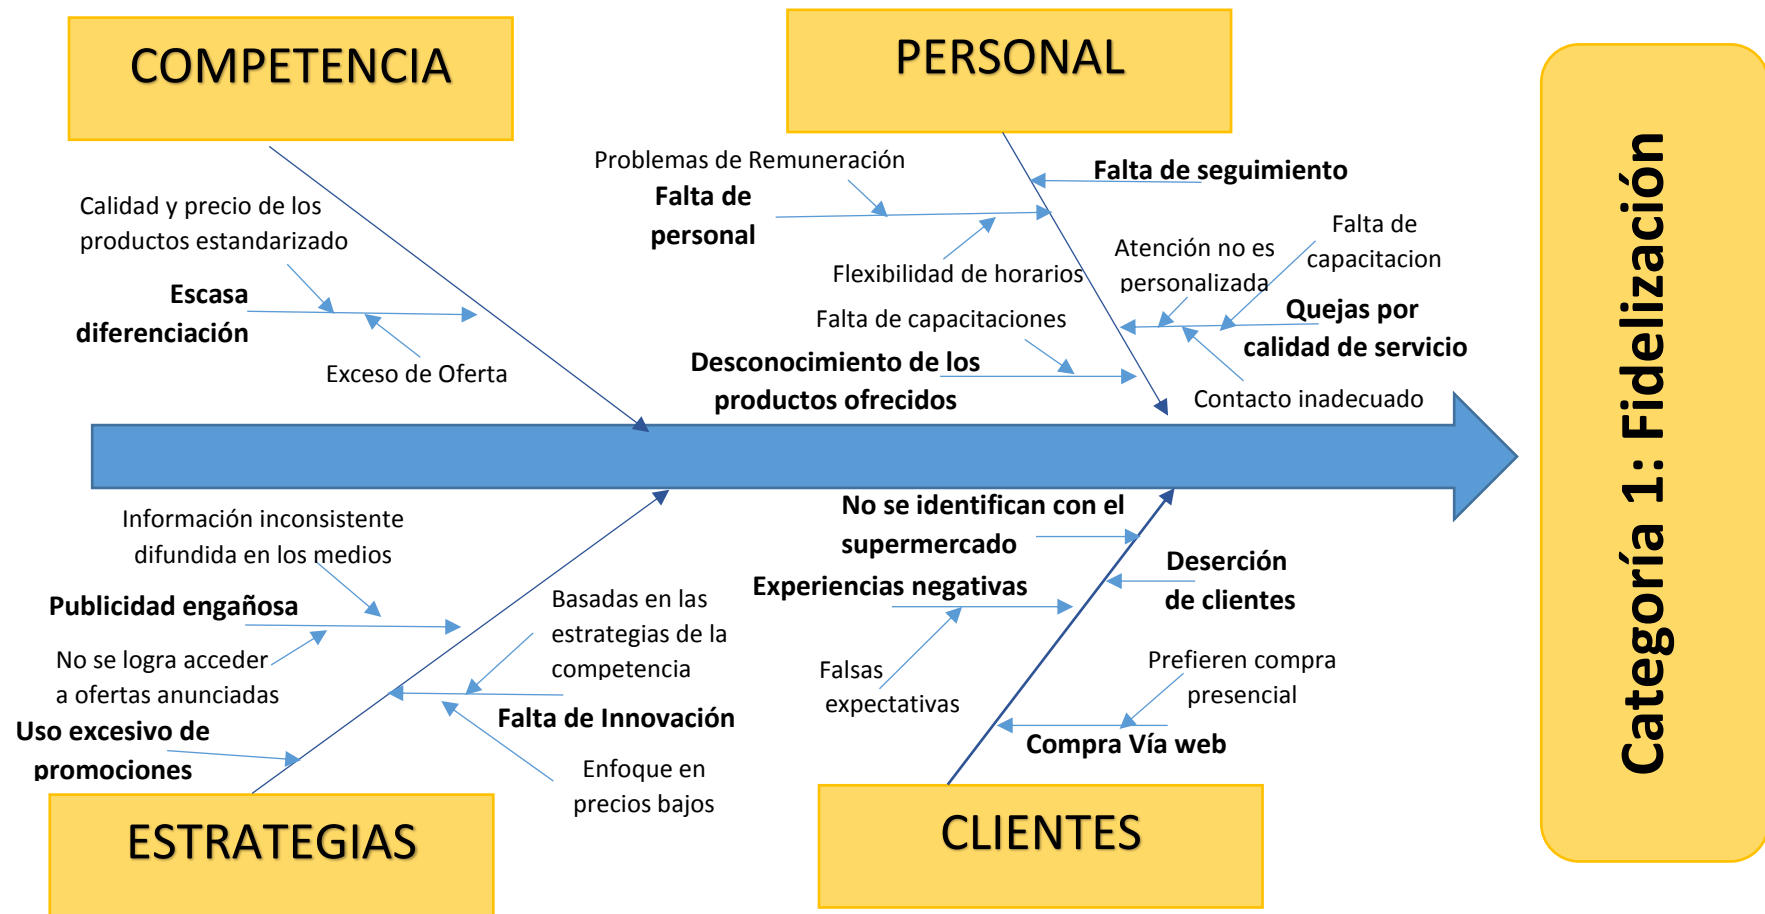 COMPETENCIA
PERSONAL
Problemas de Remuneración
Falta de
personal
Flexibilidad de horarios
Falta de seguimiento
Calidad y precio de los
productos estandarizado
Escasa
diferenciación
Exceso de Oferta
Atención no es
personalizada
Falta de
capacitacion
Quejas por
calidad de servicio
Contacto inadecuado
Falta de capacitaciones
Desconocimiento de los
productos ofrecidos
Categoría 1: Fidelización
Información inconsistente
difundida en los medios
Publicidad engañosa
No se logra acceder
a ofertas anunciadas
Uso excesivo de
promociones
Basadas en las
estrategias de la
competencia
Falta de Innovación
Enfoque en
precios bajos
No se identifican con el
supermercado
Experiencias negativas
Deserción
de clientes
Falsas
expectativas
Prefieren compra
presencial
Compra Vía web
ESTRATEGIAS
CLIENTES